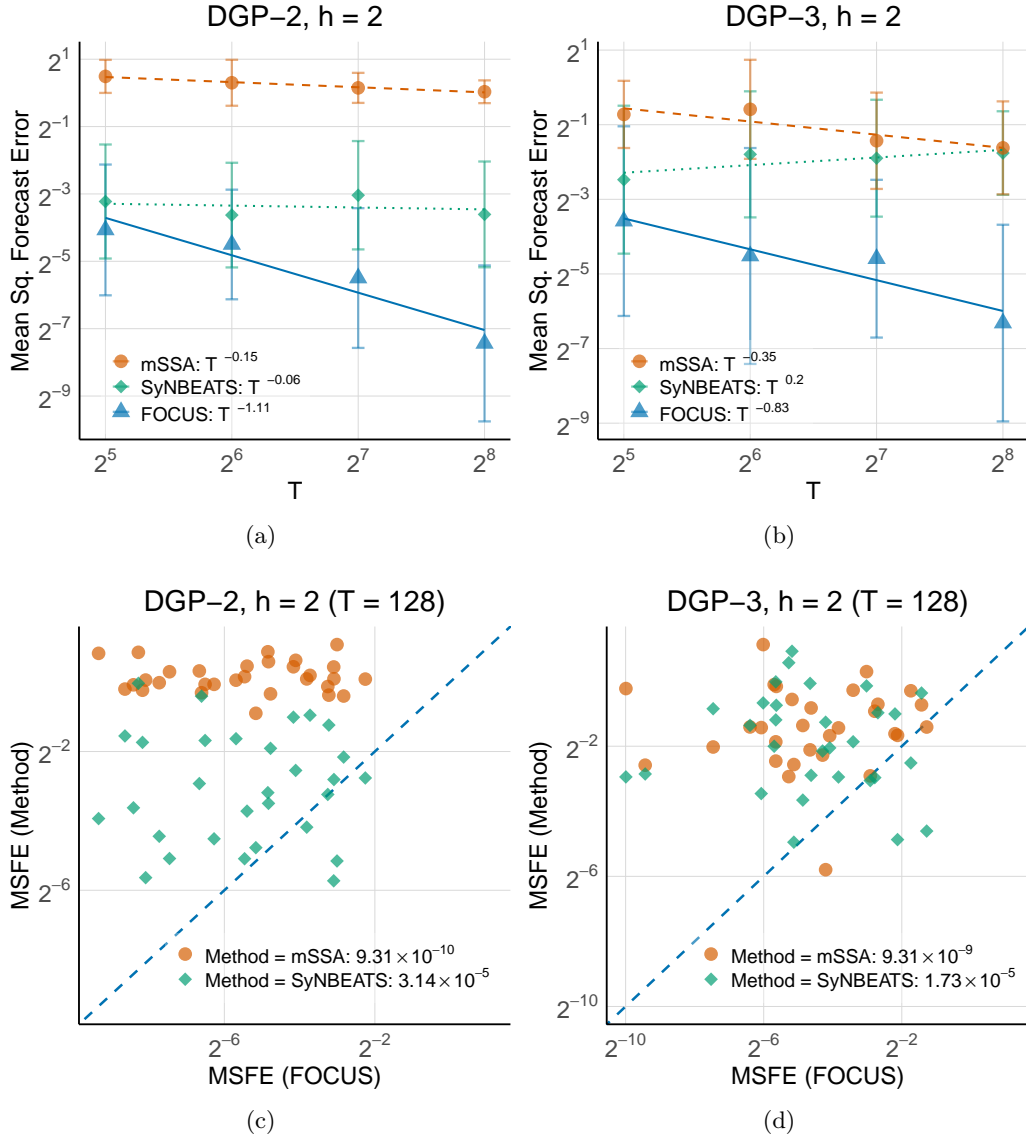 DGP−2, h = 2
Mean Sq. Forecast Error
2^1
2^−1
2^−3
2^−5
2^−7
2^−9
mSSA: T^−0.15
SyNBEATS: T^−0.06
FOCUS: T^−1.11
2^5 2^6 2^7 2^8
T
(a)
DGP−3, h = 2
Mean Sq. Forecast Error
2^1
2^−1
2^−3
2^−5
2^−7
2^−9
mSSA: T^−0.35
SyNBEATS: T^0.2
FOCUS: T^−0.83
2^5 2^6 2^7 2^8
T
(b)
DGP−2, h = 2 (T = 128)
MSFE (Method)
2^−2
2^−6
Method = mSSA: 9.31×10^−10
Method = SyNBEATS: 3.14×10^−5
2^−6 2^−2
MSFE (FOCUS)
(c)
DGP−3, h = 2 (T = 128)
MSFE (Method)
2^−2
2^−6
2^−10
Method = mSSA: 9.31×10^−9
Method = SyNBEATS: 1.73×10^−5
2^−10 2^−6 2^−2
MSFE (FOCUS)
(d)